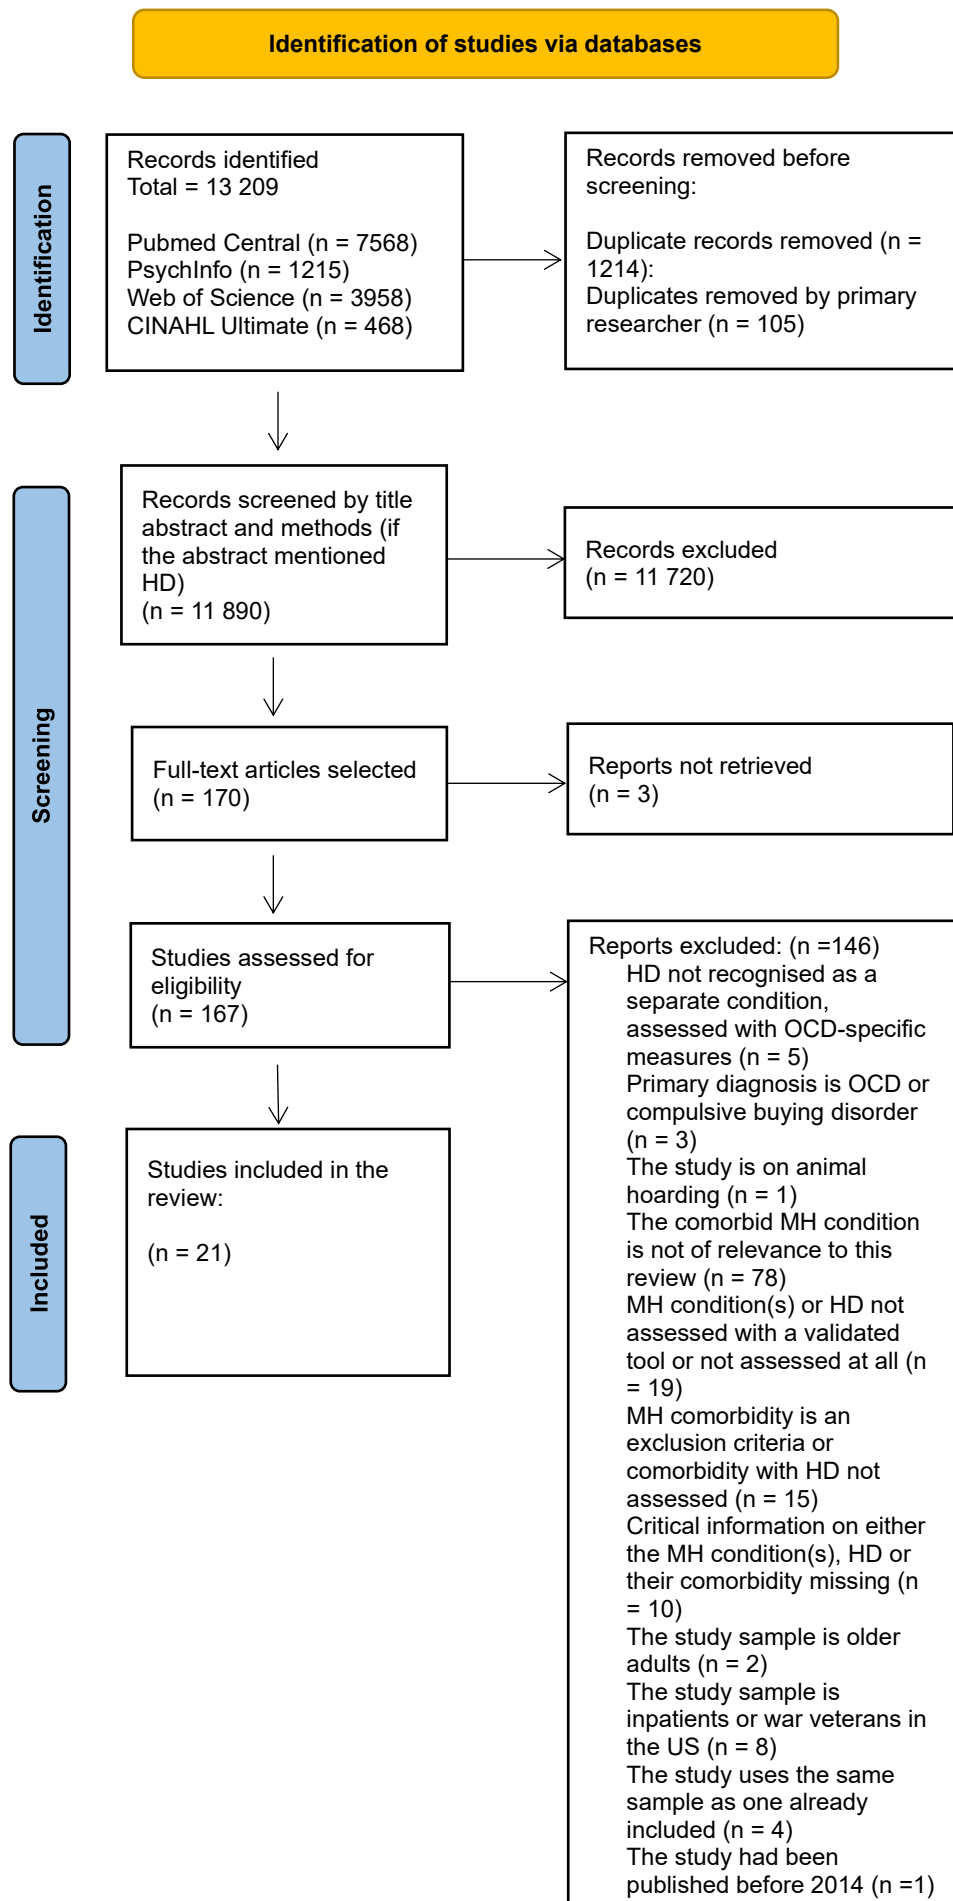 Identification of studies via databases
Identification
Records identified
Total = 13 209
Pubmed Central (n = 7568)
PsychInfo (n = 1215)
Web of Science (n = 3958)
CINAHL Ultimate (n = 468)
Records removed before
screening:
Duplicate records removed (n =
1214):
Duplicates removed by primary
researcher (n = 105)
Screening
Records screened by title
abstract and methods (if
the abstract mentioned
HD)
(n = 11 890)
Records excluded
(n = 11 720)
Full-text articles selected
(n = 170)
Reports not retrieved
(n = 3)
Studies assessed for
eligibility
(n = 167)
Reports excluded: (n =146)
HD not recognised as a
separate condition,
assessed with OCD-specific
measures (n = 5)
Primary diagnosis is OCD or
compulsive buying disorder
(n = 3)
The study is on animal
hoarding (n = 1)
The comorbid MH condition
is not of relevance to this
review (n = 78)
MH condition(s) or HD not
assessed with a validated
tool or not assessed at all (n
= 19)
MH comorbidity is an
exclusion criteria or
comorbidity with HD not
assessed (n = 15)
Critical information on either
the MH condition(s), HD or
their comorbidity missing (n
= 10)
The study sample is older
adults (n = 2)
The study sample is
inpatients or war veterans in
the US (n = 8)
The study uses the same
sample as one already
included (n = 4)
The study had been
published before 2014 (n =1)
Included
Studies included in the
review:
(n = 21)